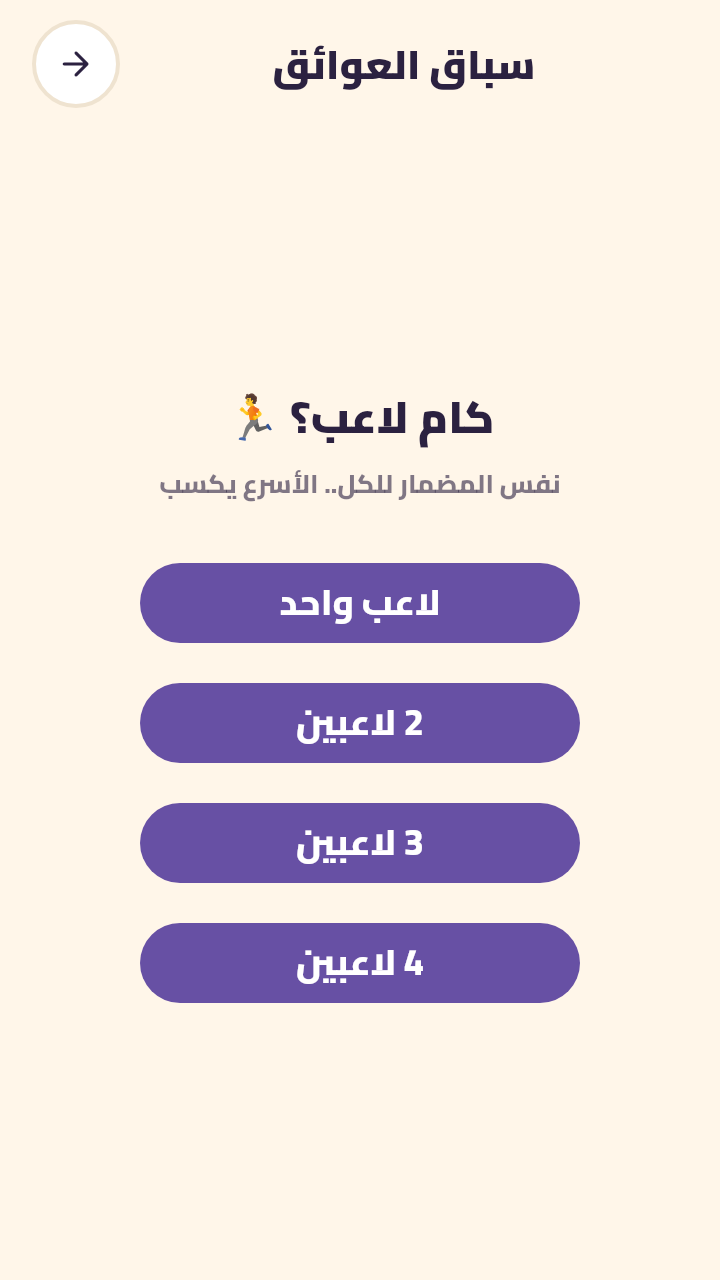 سباق العوائق
كام لاعب؟ 🏃
نفس المضمار للكل.. الأسرع يكسب
لاعب واحد
2 لاعبين
3 لاعبين
4 لاعبين